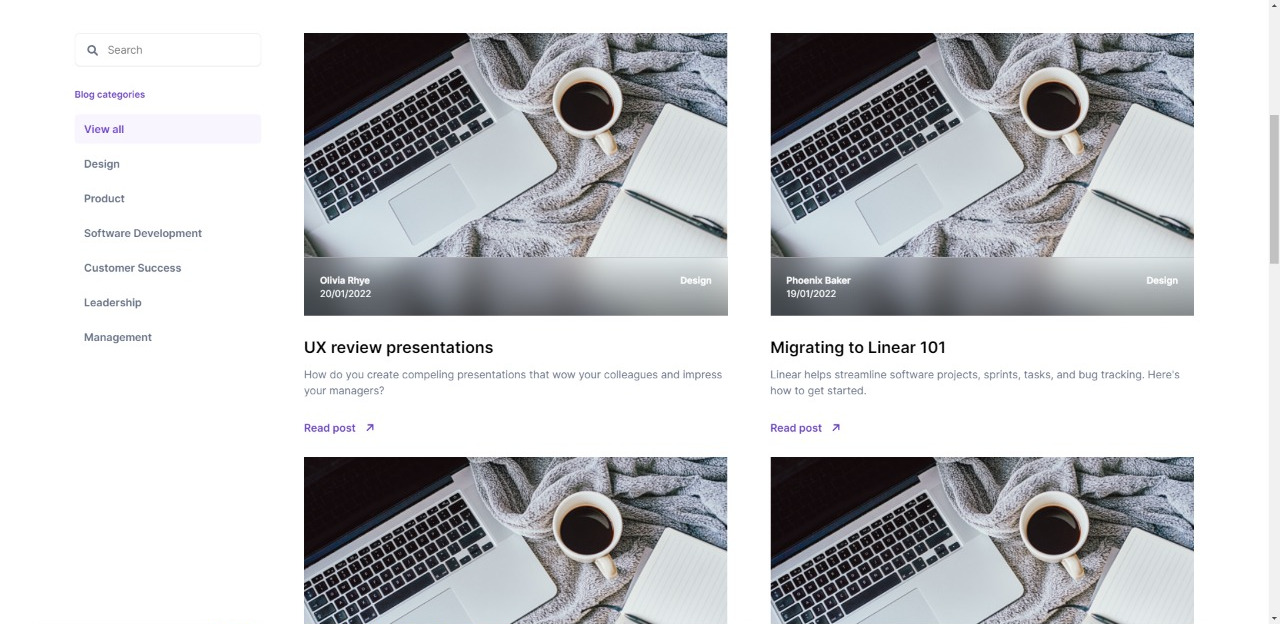 Search
Blog categories
View all
Design
Product
Software Development
Customer Success
Leadership
Management
Olivia Rhye
20/01/2022
Design
UX review presentations
How do you create compeling presentations that wow your colleagues and impress
your managers?
Read post
Phoenix Baker
19/01/2022
Design
Migrating to Linear 101
Linear helps streamline software projects, sprints, tasks, and bug tracking. Here's
how to get started.
Read post